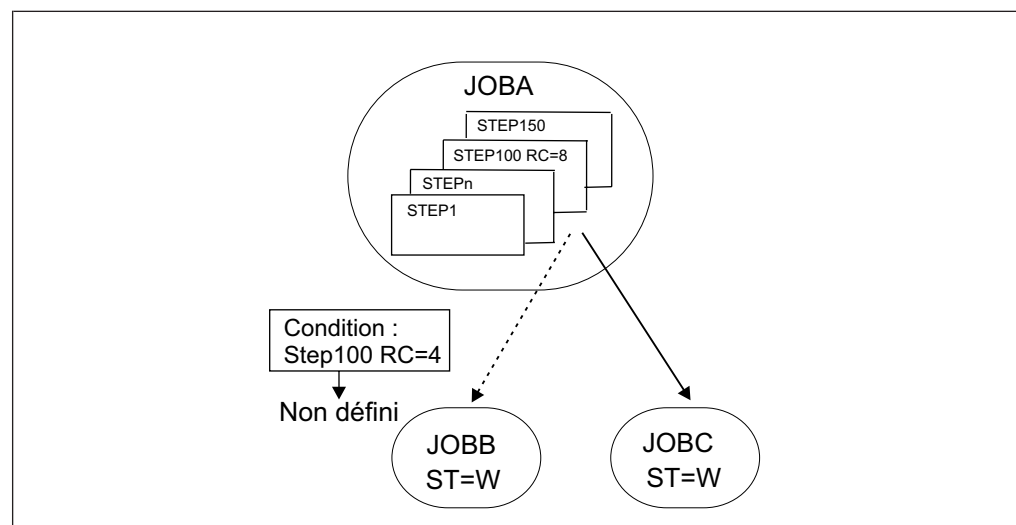 JOBA
STEP150
STEP100 RC=8
STEPn
STEP1
Condition :
Step100 RC=4
Non défini
JOBB
ST=W
JOBC
ST=W